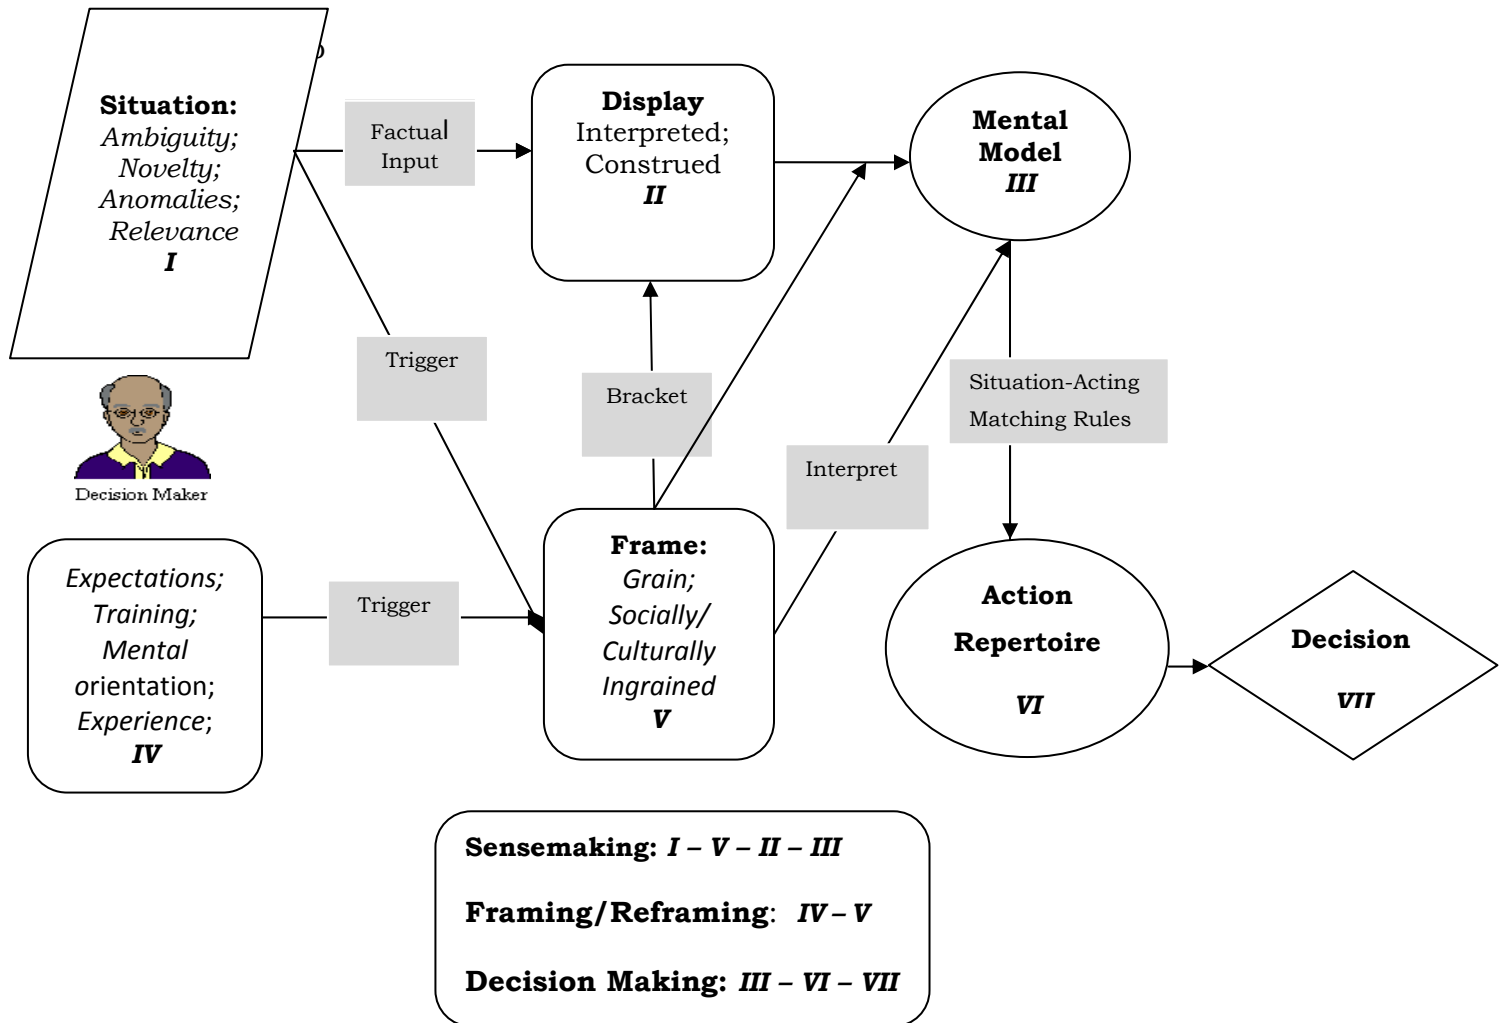 Situation:
Ambiguity;
Novelty;
Anomalies;
Relevance
I
Factual
Input
Display
Interpreted;
Construed
II
Mental
Model
III
Trigger
Bracket
Interpret
Situation-Acting
Matching Rules
Decision Maker
Expectations;
Training;
Mental
orientation;
Experience;
IV
Trigger
Frame:
Grain;
Socially/
Culturally
Ingrained
V
Action
Repertoire
VI
Decision
VII
Sensemaking: I – V – II – III
Framing/Reframing: IV – V
Decision Making: III – VI – VII